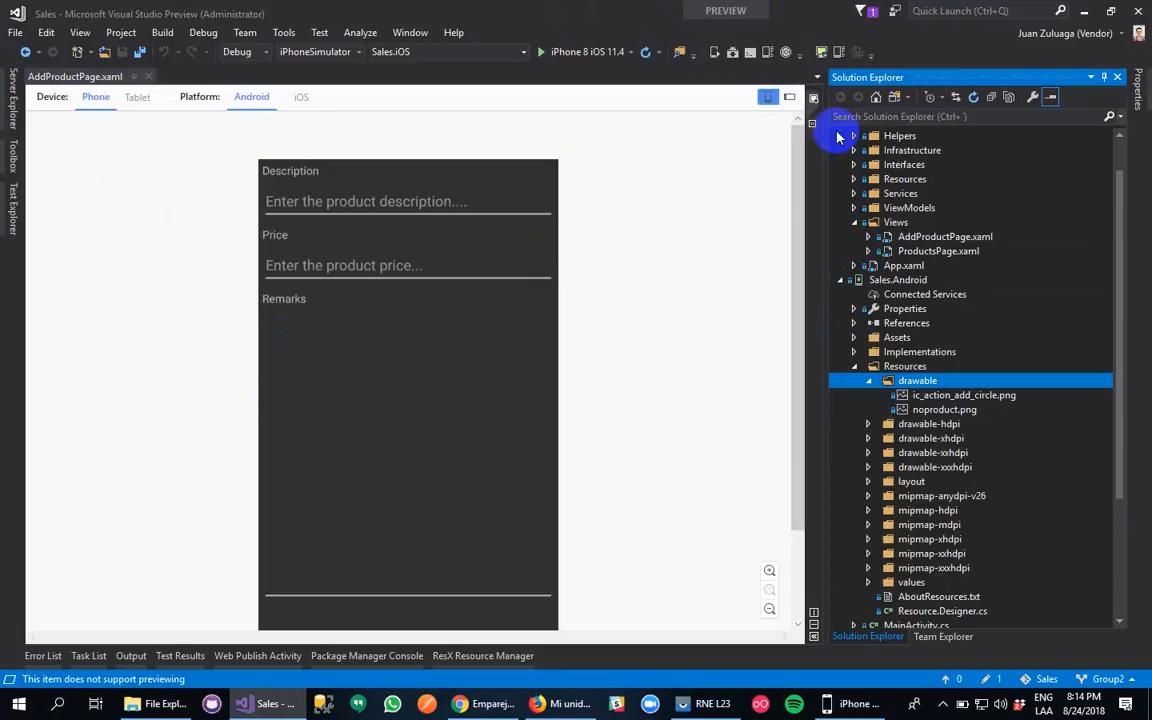 Sales - Microsoft Visual Studio Preview (Administrator)
PREVIEW
1
Quick Launch (Ctrl+Q)
File Edit View Project Build Debug Team Tools Test Analyze Window Help
Juan Zuluaga (Vendor)
Debug iPhoneSimulator Sales.iOS iPhone 8 iOS 11.4
AddProductPage.xaml
Solution Explorer
Server Explorer
Toolbox
Test Explorer
Properties
Device: Phone Tablet Platform: Android iOS
Search Solution Explorer (Ctrl+´)
Helpers
Infrastructure
Interfaces
Resources
Services
ViewModels
Views
AddProductPage.xaml
ProductsPage.xaml
App.xaml
Sales.Android
Connected Services
Properties
References
Assets
Implementations
Resources
drawable
ic_action_add_circle.png
noproduct.png
drawable-hdpi
drawable-xhdpi
drawable-xxhdpi
drawable-xxxhdpi
layout
mipmap-anydpi-v26
mipmap-hdpi
mipmap-mdpi
mipmap-xhdpi
mipmap-xxhdpi
mipmap-xxxhdpi
values
AboutResources.txt
Resource.Designer.cs
MainActivity.cs
Description
Enter the product description....
Price
Enter the product price...
Remarks
Solution Explorer Team Explorer
Error List Task List Output Test Results Web Publish Activity Package Manager Console ResX Resource Manager
This item does not support previewing
0 1 Sales Group2
File Expl... Sales - ... Emparej... Mi unid... RNE L23 iPhone ...
ENG
LAA
8:14 PM
8/24/2018